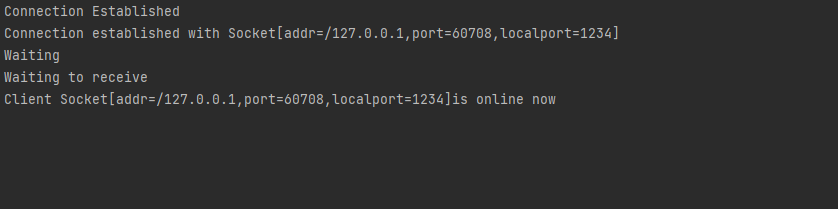 Connection Established
Connection established with Socket[addr=/127.0.0.1,port=60708,localport=1234]
Waiting
Waiting to receive
Client Socket[addr=/127.0.0.1,port=60708,localport=1234]is online now